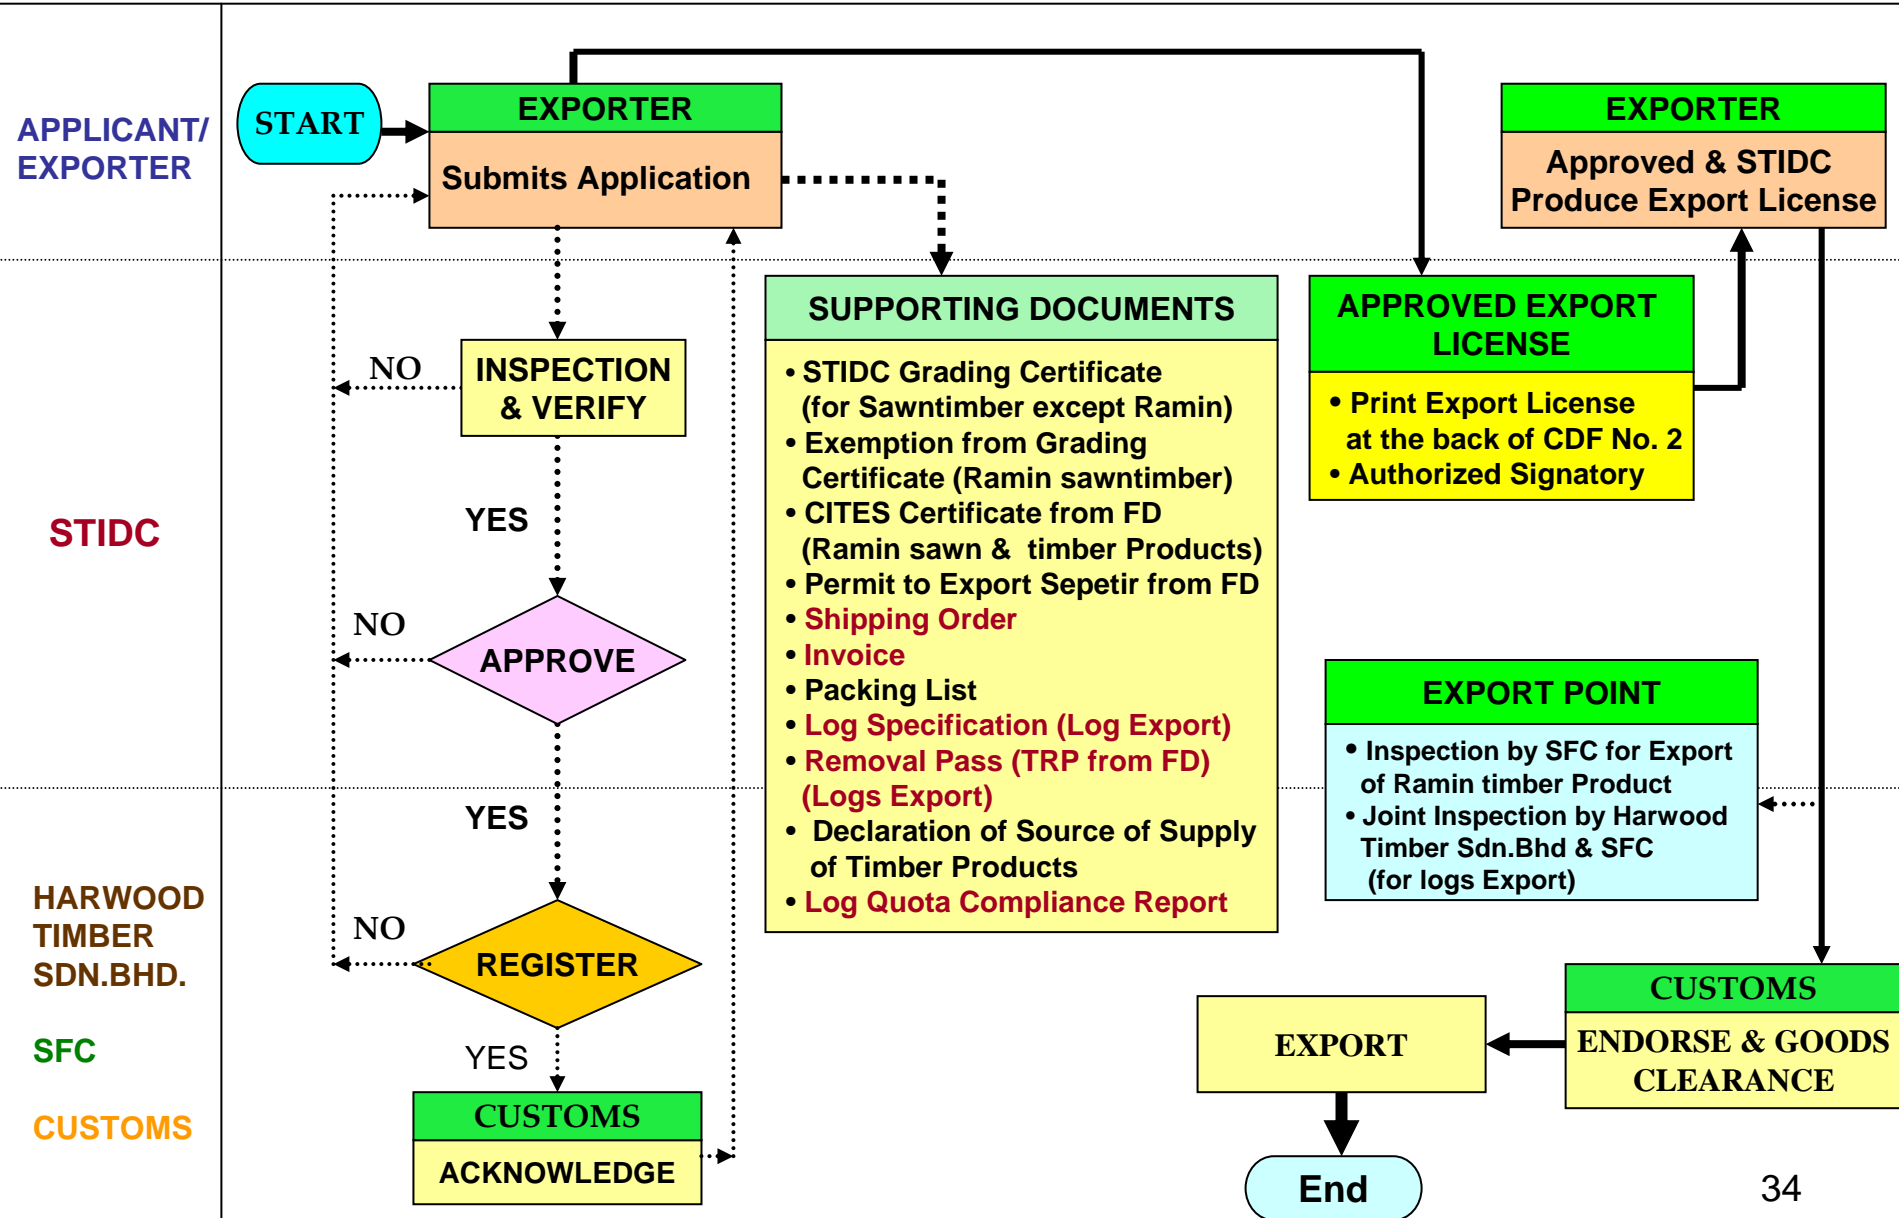 APPLICANT/
EXPORTER
START
EXPORTER
Submits Application
EXPORTER
Approved & STIDC
Produce Export License
STIDC
NO
INSPECTION
& VERIFY
YES
NO
APPROVE
YES
SUPPORTING DOCUMENTS
• STIDC Grading Certificate
(for Sawntimber except Ramin)
• Exemption from Grading
Certificate (Ramin sawntimber)
• CITES Certificate from FD
(Ramin sawn & timber Products)
• Permit to Export Sepetir from FD
• Shipping Order
• Invoice
• Packing List
• Log Specification (Log Export)
• Removal Pass (TRP from FD)
(Logs Export)
• Declaration of Source of Supply
of Timber Products
• Log Quota Compliance Report
APPROVED EXPORT
LICENSE
• Print Export License
at the back of CDF No. 2
• Authorized Signatory
EXPORT POINT
• Inspection by SFC for Export
of Ramin timber Product
• Joint Inspection by Harwood
Timber Sdn.Bhd & SFC
(for logs Export)
HARWOOD
TIMBER
SDN.BHD.
SFC
CUSTOMS
NO
REGISTER
YES
CUSTOMS
ACKNOWLEDGE
CUSTOMS
ENDORSE & GOODS
CLEARANCE
EXPORT
End
34